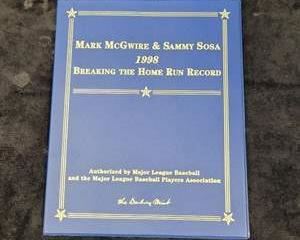 MARK MCGWIRE & SAMMY SOSA
1998
BREAKING THE HOME RUN RECORD
Authorized by Major League Baseball
and the Major League Baseball Players Association
The Danbury Mint